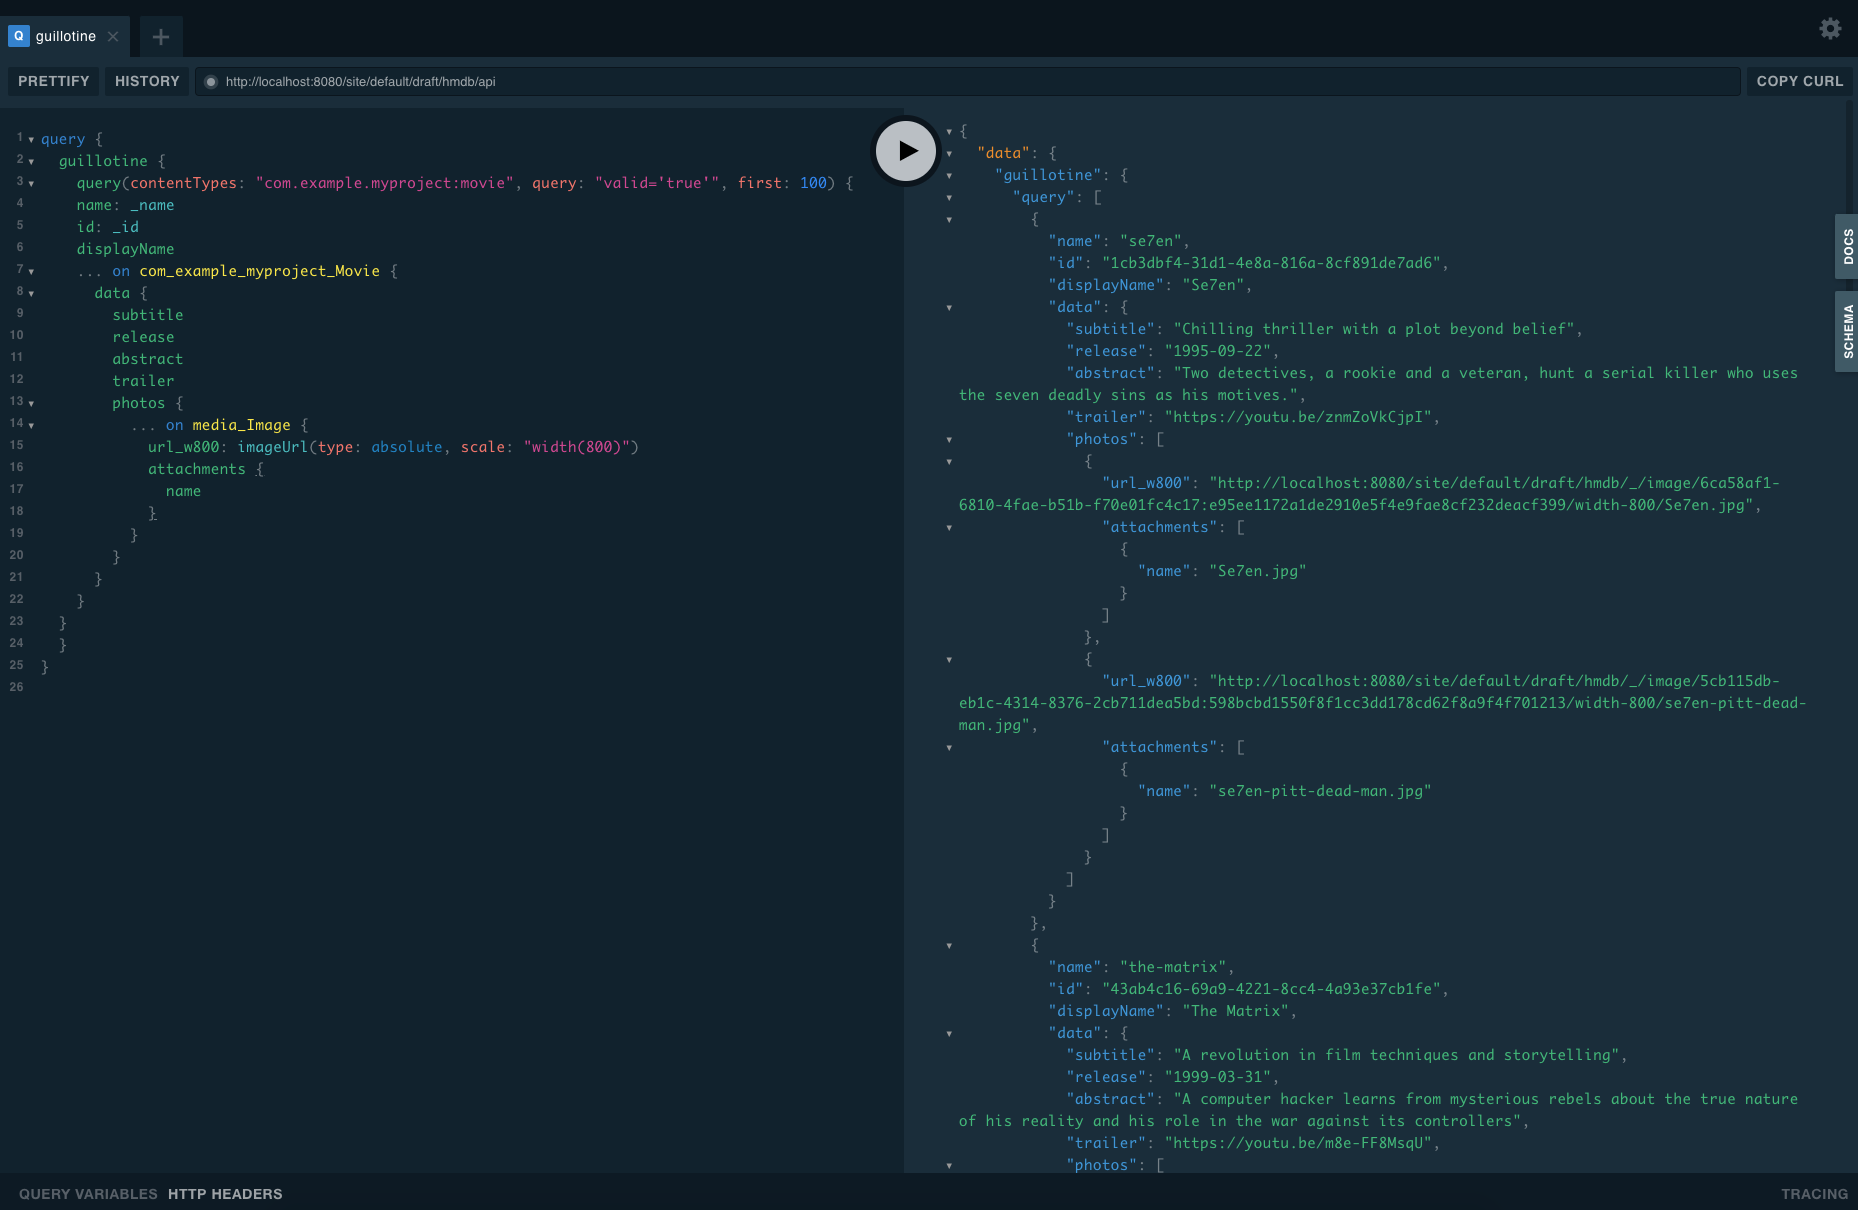 Q guillotine
PRETTIFY HISTORY http://localhost:8080/site/default/draft/hmdb/api COPY CURL
1 query {
2 guillotine {
3 query(contentTypes: "com.example.myproject:movie", query: "valid='true'", first: 100) {
4 name: _name
5 id: _id
6 displayName
7 ... on com_example_myproject_Movie {
8 data {
9 subtitle
10 release
11 abstract
12 trailer
13 photos {
14 ... on media_Image {
15 url_w800: imageUrl(type: absolute, scale: "width(800)")
16 attachments {
17 name
18 }
19 }
20 }
21 }
22 }
23 }
24 }
25 }
26
{
"data": {
"guillotine": {
"query": [
{
"name": "se7en",
"id": "1cb3dbf4-31d1-4e8a-816a-8cf891de7ad6",
"displayName": "Se7en",
"data": {
"subtitle": "Chilling thriller with a plot beyond belief",
"release": "1995-09-22",
"abstract": "Two detectives, a rookie and a veteran, hunt a serial killer who uses
the seven deadly sins as his motives.",
"trailer": "https://youtu.be/znmZoVkCjpI",
"photos": [
{
"url_w800": "http://localhost:8080/site/default/draft/hmdb/_/image/6ca58af1-
6810-4fae-b51b-f70e01fc4c17:e95ee1172a1de2910e5f4e9fae8cf232deacf399/width-800/Se7en.jpg",
"attachments": [
{
"name": "Se7en.jpg"
}
]
},
{
"url_w800": "http://localhost:8080/site/default/draft/hmdb/_/image/5cb115db-
eb1c-4314-8376-2cb711dea5bd:598bcbd1550f8f1cc3dd178cd62f8a9f4f701213/width-800/se7en-pitt-dead-
man.jpg",
"attachments": [
{
"name": "se7en-pitt-dead-man.jpg"
}
]
}
]
}
},
{
"name": "the-matrix",
"id": "43ab4c16-69a9-4221-8cc4-4a93e37cb1fe",
"displayName": "The Matrix",
"data": {
"subtitle": "A revolution in film techniques and storytelling",
"release": "1999-03-31",
"abstract": "A computer hacker learns from mysterious rebels about the true nature
of his reality and his role in the war against its controllers",
"trailer": "https://youtu.be/m8e-FF8MsqU",
"photos": [
DOCS
SCHEMA
QUERY VARIABLES HTTP HEADERS TRACING